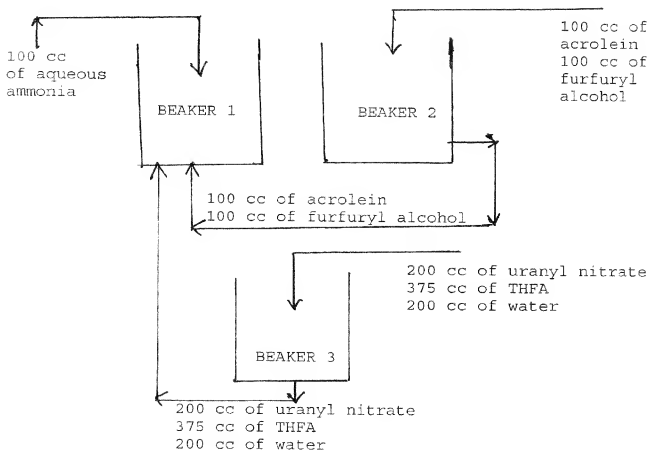 100 cc
of aqueous
ammonia
BEAKER 1
BEAKER 2
100 cc of
acrolein
100 cc of
furfuryl
alcohol
100 cc of acrolein
100 cc of furfuryl alcohol
200 cc of uranyl nitrate
375 cc of THFA
200 cc of water
BEAKER 3
200 cc of uranyl nitrate
375 cc of THFA
200 cc of water